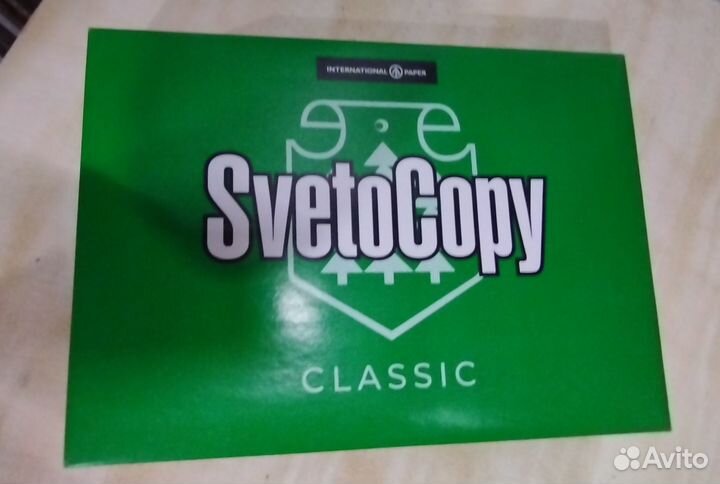 INTERNATIONAL PAPER
SvetoCopy
CLASSIC
Avito